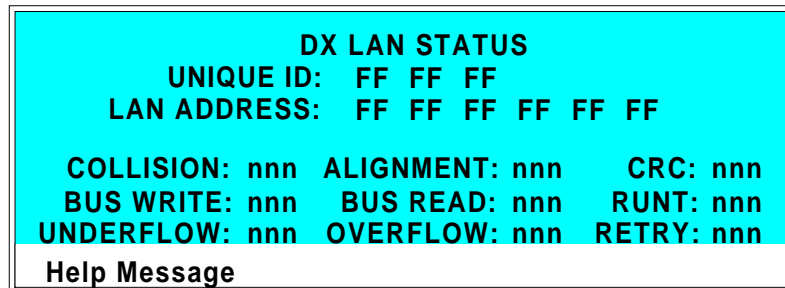 DX LAN STATUS
UNIQUE ID: FF FF FF
LAN ADDRESS: FF FF FF FF FF FF
COLLISION: nnn ALIGNMENT: nnn CRC: nnn
BUS WRITE: nnn BUS READ: nnn RUNT: nnn
UNDERFLOW: nnn OVERFLOW: nnn RETRY: nnn
Help Message